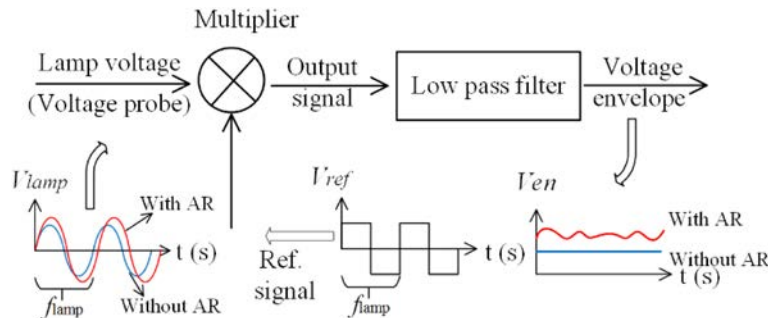 Multiplier
Lamp voltage
(Voltage probe)
Output
signal
Low pass filter
Voltage
envelope
Vlamp
With AR
t (s)
Without AR
flamp
Ref.
signal
Vref
t (s)
flamp
Ven
With AR
Without AR
t (s)